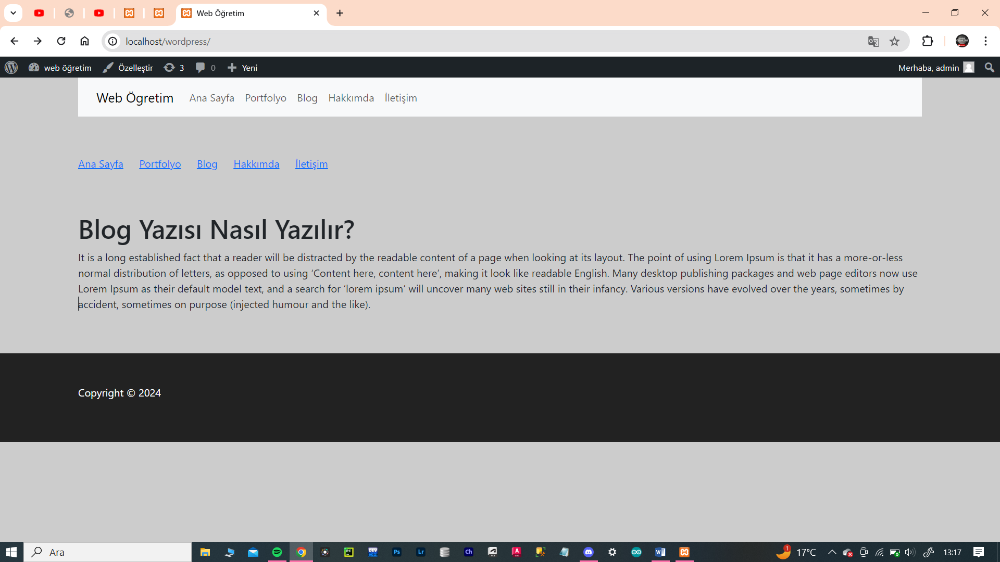 Web Öğretim
localhost/wordpress/
web öğretim
Özelleştir
3
0
Yeni
Merhaba, admin
Web Ögretim
Ana Sayfa
Portfolyo
Blog
Hakkımda
İletişim
Ana Sayfa
Portfolyo
Blog
Hakkımda
İletişim
Blog Yazısı Nasıl Yazılır?
It is a long established fact that a reader will be distracted by the readable content of a page when looking at its layout. The point of using Lorem Ipsum is that it has a more-or-less
normal distribution of letters, as opposed to using ‘Content here, content here’, making it look like readable English. Many desktop publishing packages and web page editors now use
Lorem Ipsum as their default model text, and a search for ‘lorem ipsum’ will uncover many web sites still in their infancy. Various versions have evolved over the years, sometimes by
accident, sometimes on purpose (injected humour and the like).
Copyright © 2024
Ara
PC
DEV
Ps
Lr
Ch
A
CAD
W
1
17°C
13:17